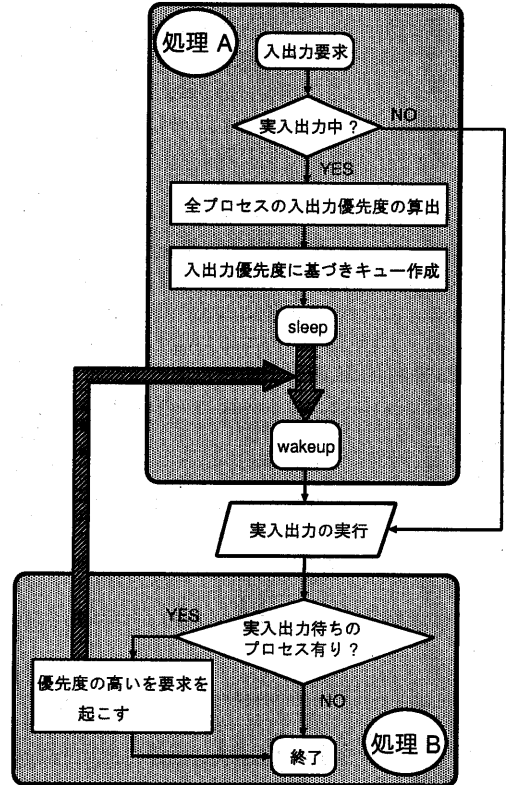 処理 A
入出力要求
実入出力中 ?
NO
YES
全プロセスの入出力優先度の算出
入出力優先度に基づきキュー作成
sleep
wakeup
実入出力の実行
実入出力待ちの
プロセス有り ?
YES
優先度の高いを要求を
起こす
NO
終了
処理 B